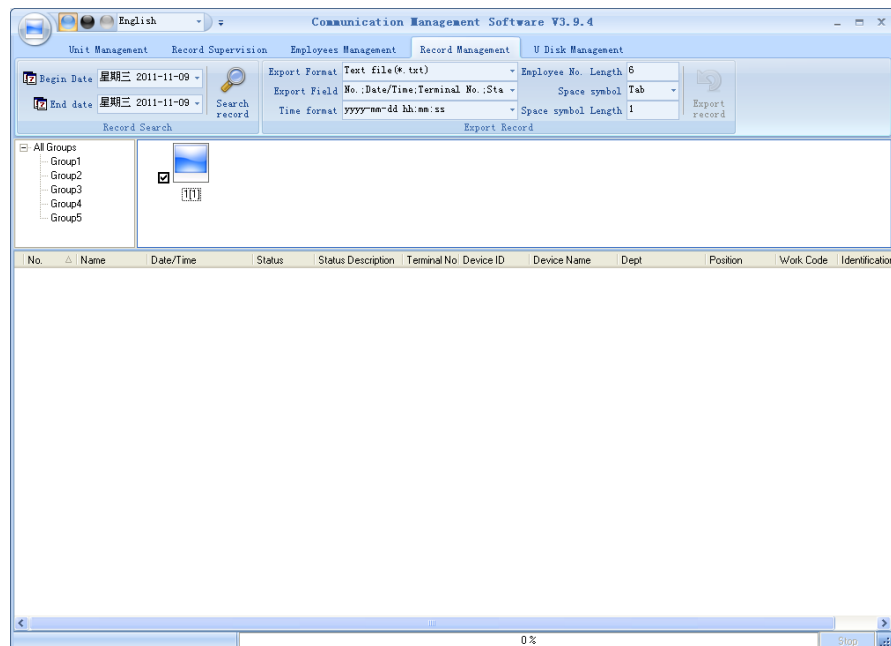 English
Communication Management Software V3.9.4
Unit Management Record Supervision Employees Management Record Management U Disk Management
Begin Date 星期三 2011-11-09
End date 星期三 2011-11-09
Search record
Record Search
Export Format Text file(*.txt) Employee No. Length 6
Export Field No.;Date/Time;Terminal No.;Sta Space symbol Tab
Time format yyyy-mm-dd hh:mm:ss Space symbol Length 1
Export record
Export Record
All Groups
Group1
Group2
Group3
Group4
Group5
1[1]
No. Name Date/Time Status Status Description Terminal No Device ID Device Name Dept Position Work Code Identification
0%
Stop